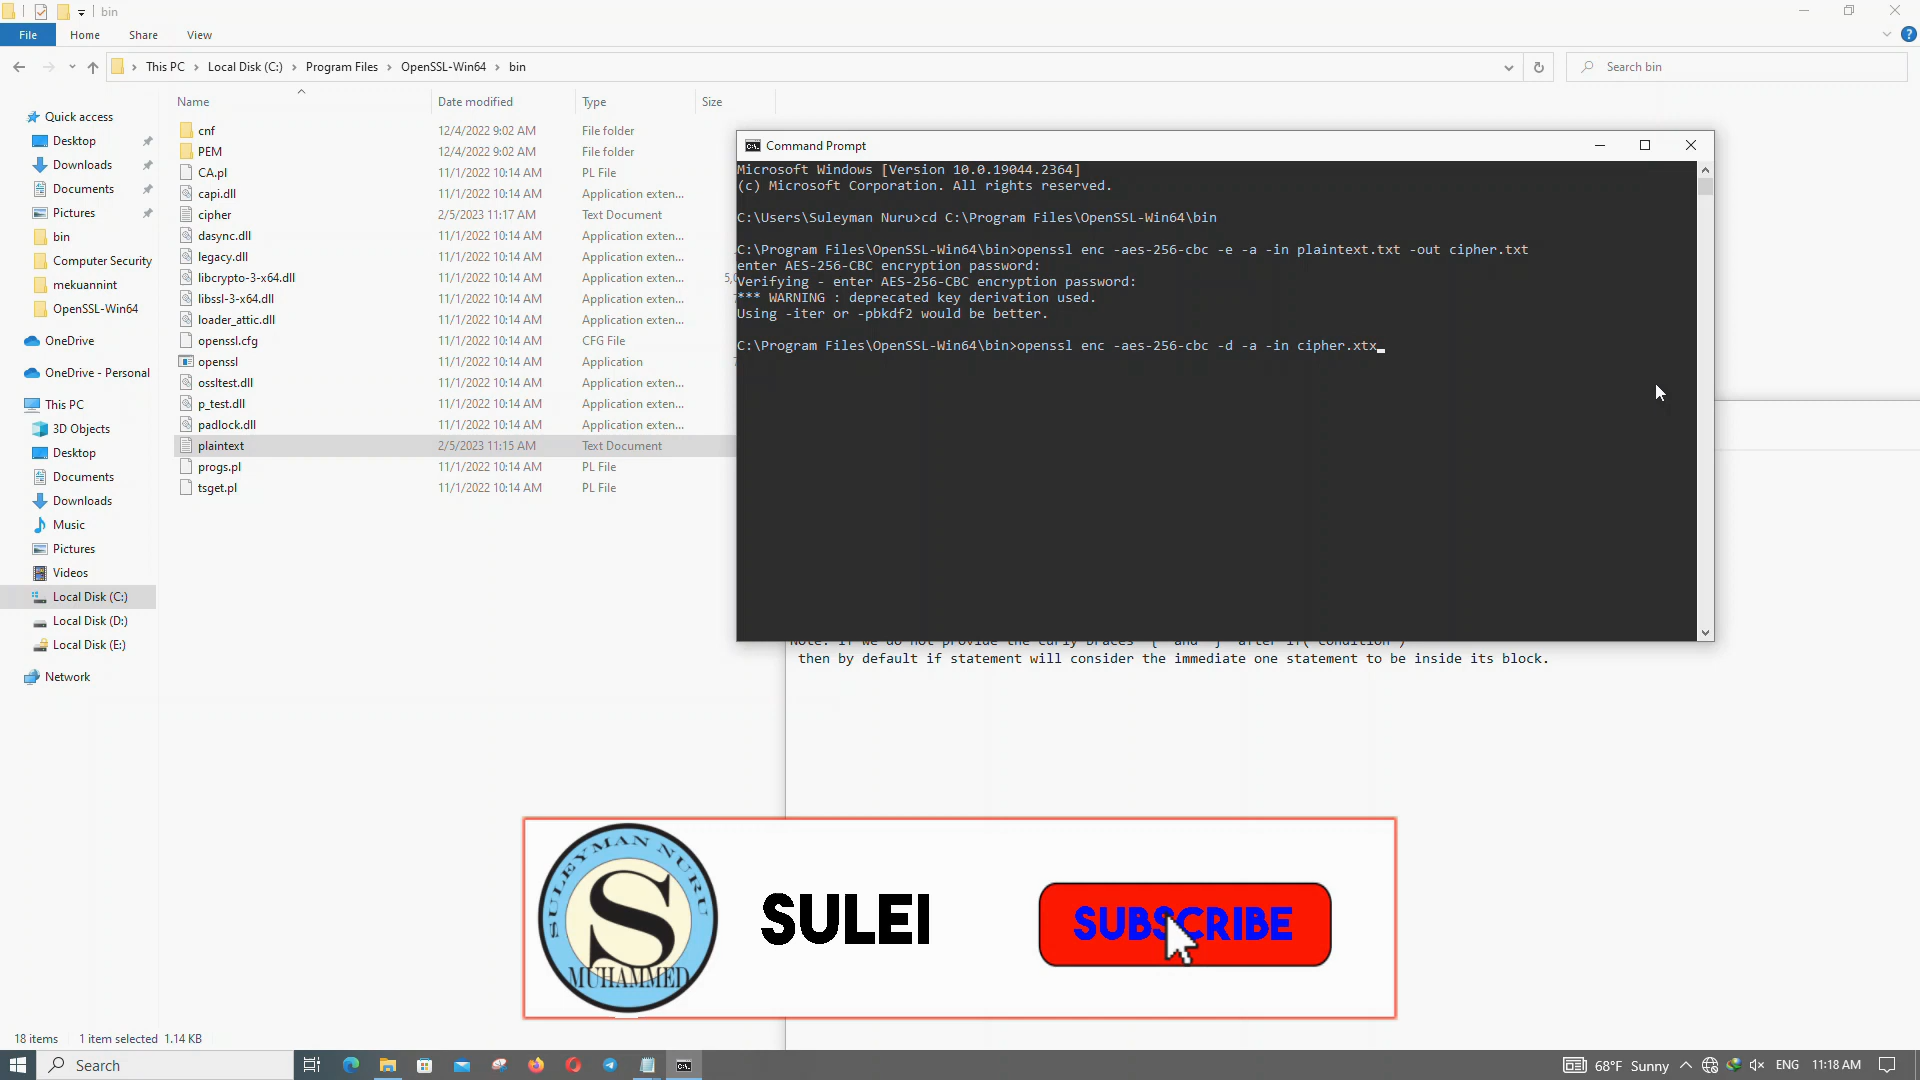 bin
File
Home
Share
View
This PC
Local Disk (C:)
Program Files
OpenSSL-Win64
bin
Search bin
Name
Date modified
Type
Size
Quick access
Desktop
Downloads
Documents
Pictures
bin
Computer Security
mekuannint
OpenSSL-Win64
OneDrive
OneDrive - Personal
This PC
3D Objects
Desktop
Documents
Downloads
Music
Pictures
Videos
Local Disk (C:)
Local Disk (D:)
Local Disk (E:)
Network
cnf 12/4/2022 9:02 AM File folder
PEM 12/4/2022 9:02 AM File folder
CA.pl 11/1/2022 10:14 AM PL File
capi.dll 11/1/2022 10:14 AM Application exten...
cipher 2/5/2023 11:17 AM Text Document
dasync.dll 11/1/2022 10:14 AM Application exten...
legacy.dll 11/1/2022 10:14 AM Application exten...
libcrypto-3-x64.dll 11/1/2022 10:14 AM Application exten...
libssl-3-x64.dll 11/1/2022 10:14 AM Application exten...
loader_attic.dll 11/1/2022 10:14 AM Application exten...
openssl.cfg 11/1/2022 10:14 AM CFG File
openssl 11/1/2022 10:14 AM Application
ossltest.dll 11/1/2022 10:14 AM Application exten...
p_test.dll 11/1/2022 10:14 AM Application exten...
padlock.dll 11/1/2022 10:14 AM Application exten...
plaintext 2/5/2023 11:15 AM Text Document
progs.pl 11/1/2022 10:14 AM PL File
tsget.pl 11/1/2022 10:14 AM PL File
Command Prompt
Microsoft Windows [Version 10.0.19044.2364]
(c) Microsoft Corporation. All rights reserved.
C:\Users\Suleyman Nuru>cd C:\Program Files\OpenSSL-Win64\bin
C:\Program Files\OpenSSL-Win64\bin>openssl enc -aes-256-cbc -e -a -in plaintext.txt -out cipher.txt
enter AES-256-CBC encryption password:
Verifying - enter AES-256-CBC encryption password:
*** WARNING : deprecated key derivation used.
Using -iter or -pbkdf2 would be better.
C:\Program Files\OpenSSL-Win64\bin>openssl enc -aes-256-cbc -d -a -in cipher.xtx_
then by default if statement will consider the immediate one statement to be inside its block.
SULEYMAN NURU
S
MUHAMMED
SULEI
SUBSCRIBE
18 items 1 item selected 1.14 KB
Search
68°F Sunny
ENG
11:18 AM